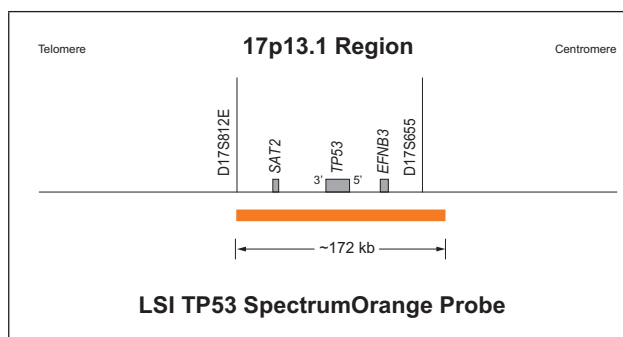 17p13.1 Region
Telomere
Centromere
D17S812E
SAT2
TP53
EFNB3
D17S655
3'
5'
~172 kb
LSI TP53 SpectrumOrange Probe